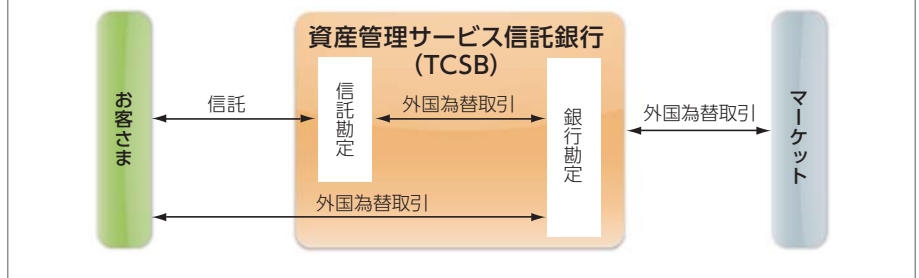 資産管理サービス信託銀行
(TCSB)
お客さま
信託
信託勘定
外国為替取引
銀行勘定
外国為替取引
マーケット
外国為替取引